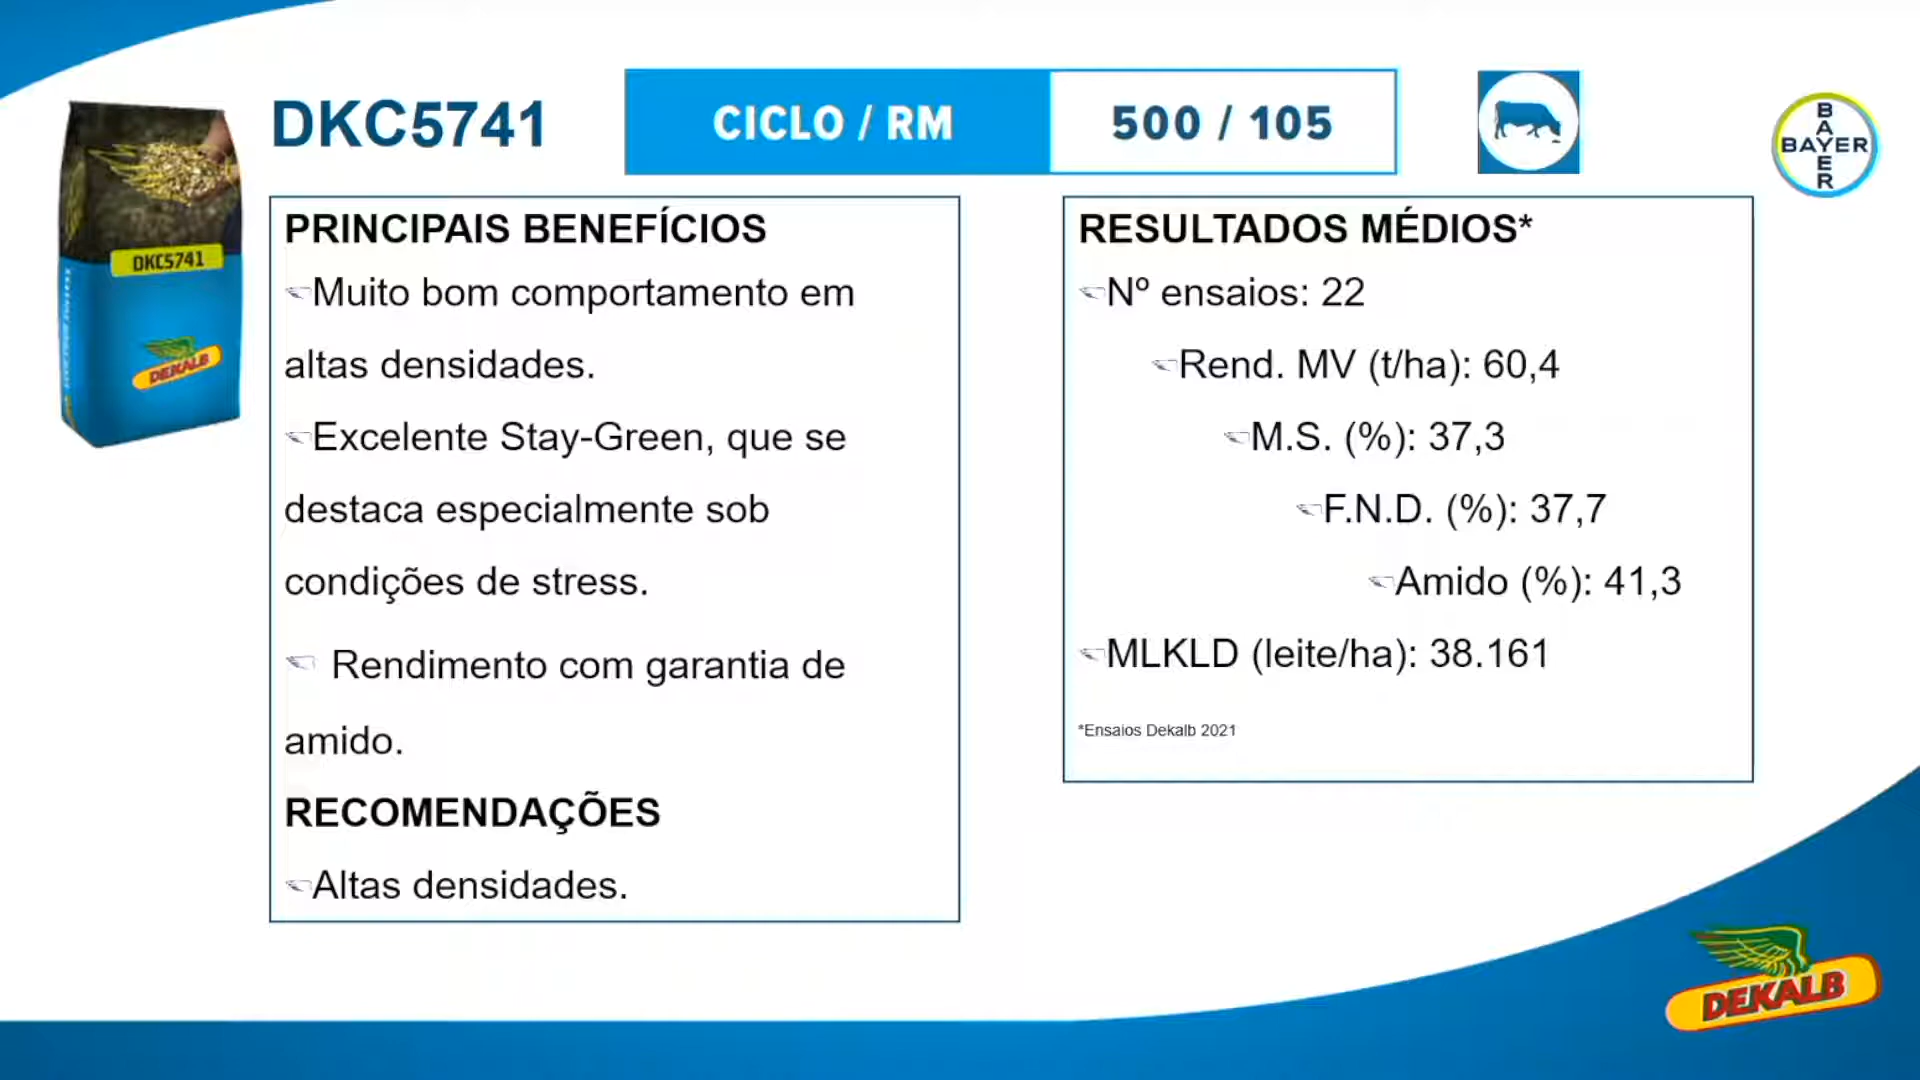 DKC5741
CICLO / RM
500 / 105
BAYER
BAYER
DKC5741
DEKALB
PRINCIPAIS BENEFÍCIOS
Muito bom comportamento em
altas densidades.
Excelente Stay-Green, que se
destaca especialmente sob
condições de stress.
Rendimento com garantia de
amido.
RECOMENDAÇÕES
Altas densidades.
RESULTADOS MÉDIOS*
Nº ensaios: 22
Rend. MV (t/ha): 60,4
M.S. (%): 37,3
F.N.D. (%): 37,7
Amido (%): 41,3
MLKLD (leite/ha): 38.161
*Ensaios Dekalb 2021
DEKALB